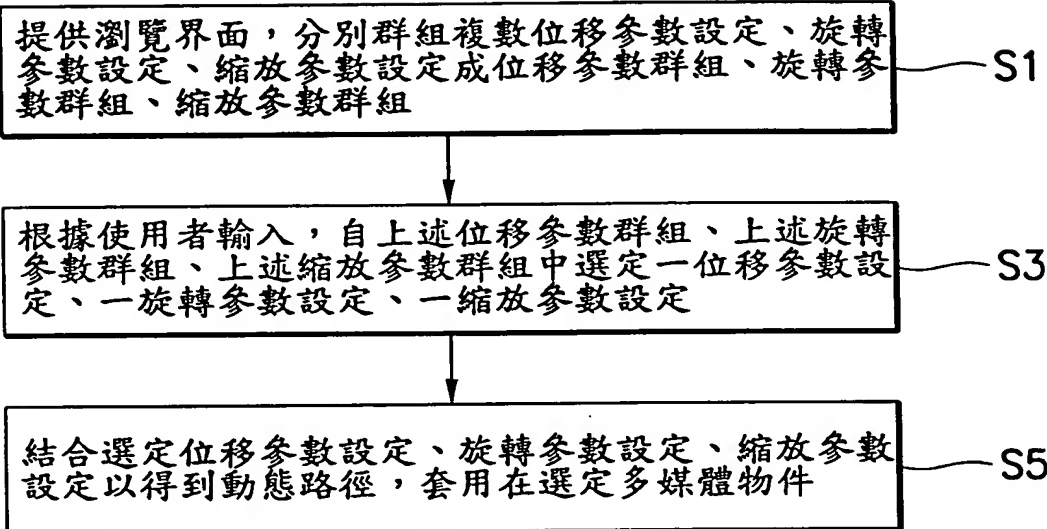 提供瀏覽界面，分別群組複數位移參數設定、旋轉
參數設定、縮放參數設定成位移參數群組、旋轉參
數群組、縮放參數群組
S1
根據使用者輸入，自上述位移參數群組、上述旋轉
參數群組、上述縮放參數群組中選定一位移參數設
定、一旋轉參數設定、一縮放參數設定
S3
結合選定位移參數設定、旋轉參數設定、縮放參數
設定以得到動態路徑，套用在選定多媒體物件
S5